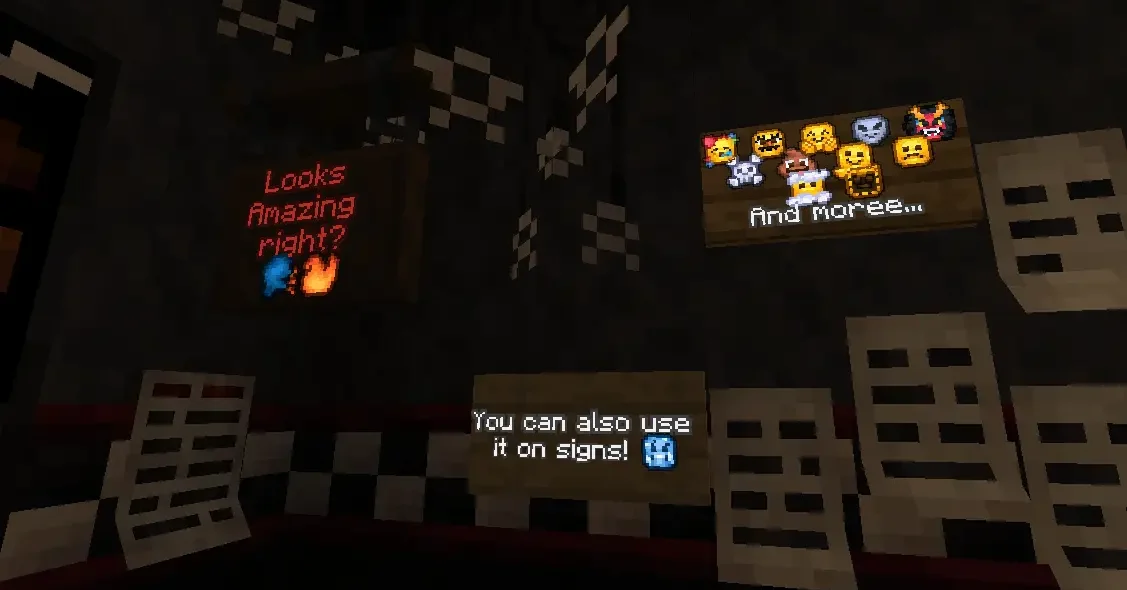 Looks
Amazing
right?
And moree...
You can also use
it on signs!